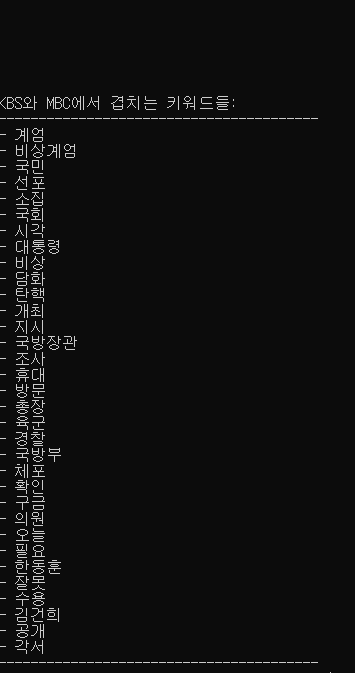 KBS와 MBC에서 겹치는 키워드들:
----------------------------------------
- 계엄
- 비상계엄
- 국민
- 선포
- 소집
- 국회
- 시각
- 대통령
- 비상
- 담화
- 탄핵
- 개최
- 지시
- 국방장관
- 조사
- 휴대
- 방문
- 총장
- 육군
- 경찰
- 국방부
- 체포
- 확인
- 구금
- 의원
- 오늘
- 필요
- 한동훈
- 잘못
- 수용
- 김건희
- 공개
- 각서
----------------------------------------